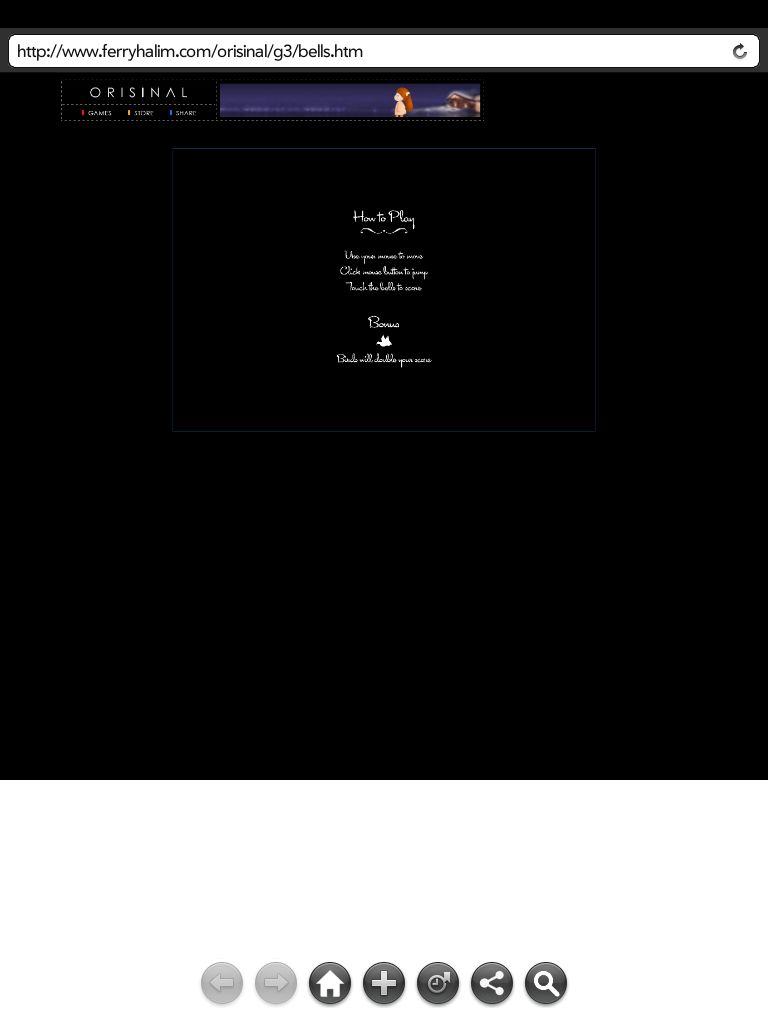 http://www.ferryhalim.com/orisinal/g3/bells.htm
ORISINAL
GAMES STORE SHARE
How to Play
Use your mouse to move
Click mouse button to jump
Touch the bells to score
Bonus
Birds will double your score